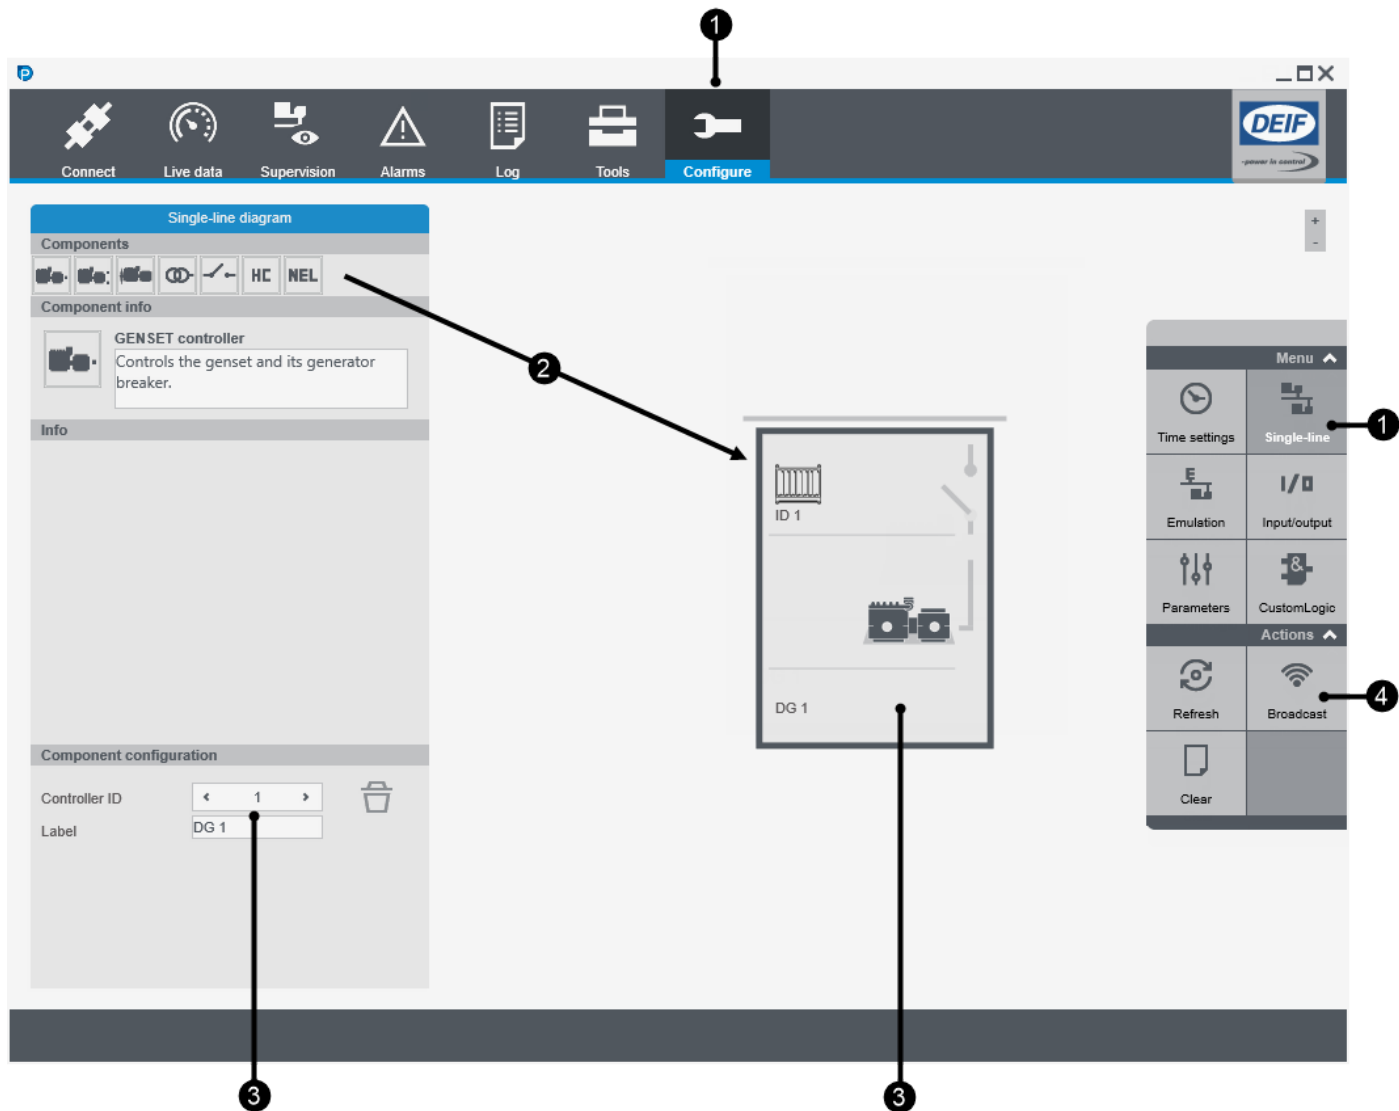 1
P
Connect
Live data
Supervision
Alarms
Log
Tools
Configure
DEIF
-power in control
Single-line diagram
Components
HC
NEL
Component info
GENSET controller
Controls the genset and its generator
breaker.
Info
2
+
-
ID 1
DG 1
Menu
Time settings
Single-line
1
E
Emulation
I/O
Input/output
Parameters
&
CustomLogic
Actions
Refresh
Broadcast
4
Clear
Component configuration
Controller ID
< 1 >
Label
DG 1
3
3